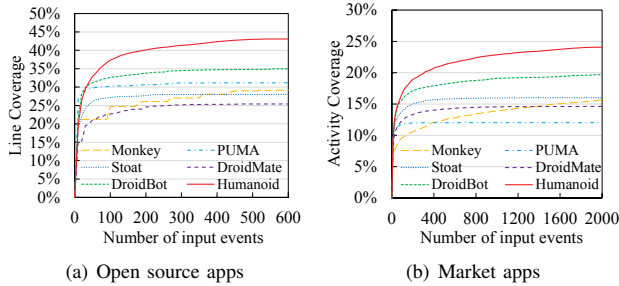 50%
45%
40%
35%
30%
25%
20%
15%
10%
5%
0%
Line Coverage
Monkey PUMA
Stoat DroidMate
DroidBot Humanoid
0 100 200 300 400 500 600
Number of input events
(a) Open source apps
30%
25%
20%
15%
10%
5%
0%
Activity Coverage
Monkey PUMA
Stoat DroidMate
DroidBot Humanoid
0 400 800 1200 1600 2000
Number of input events
(b) Market apps